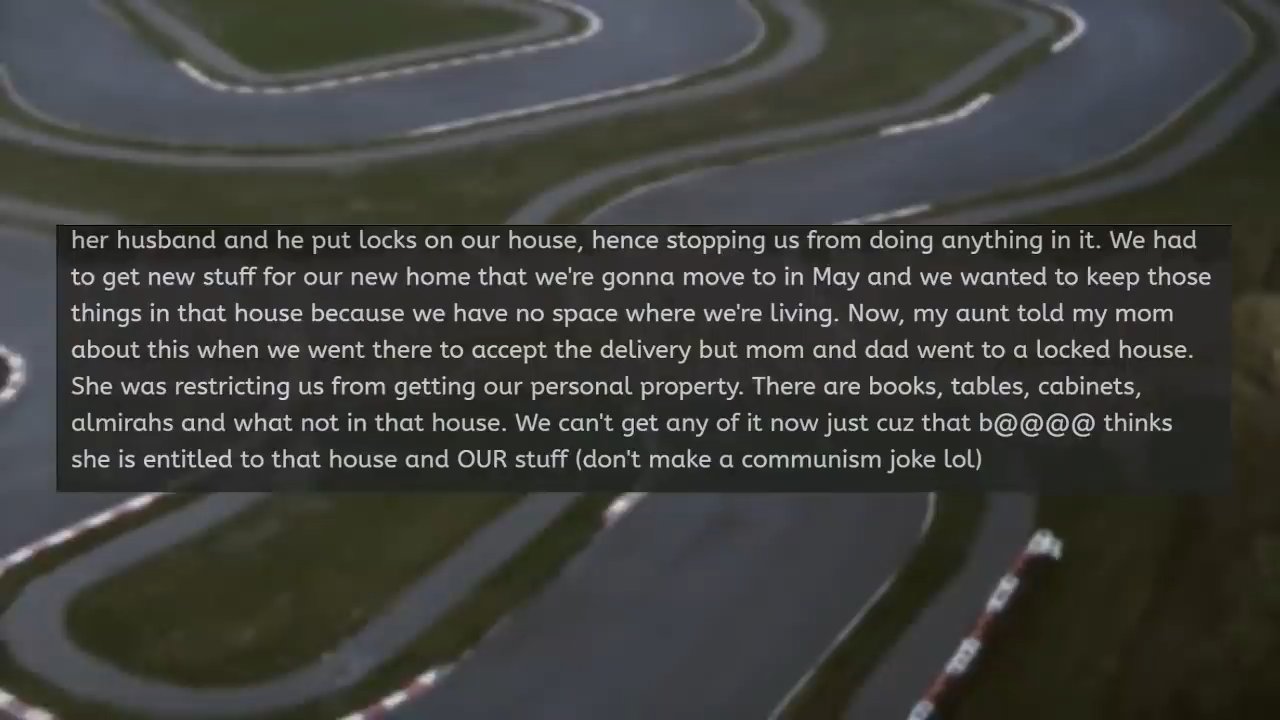 her husband and he put locks on our house, hence stopping us from doing anything in it. We had
to get new stuff for our new home that we're gonna move to in May and we wanted to keep those
things in that house because we have no space where we're living. Now, my aunt told my mom
about this when we went there to accept the delivery but mom and dad went to a locked house.
She was restricting us from getting our personal property. There are books, tables, cabinets,
almirahs and what not in that house. We can't get any of it now just cuz that b@@@@ thinks
she is entitled to that house and OUR stuff (don't make a communism joke lol)